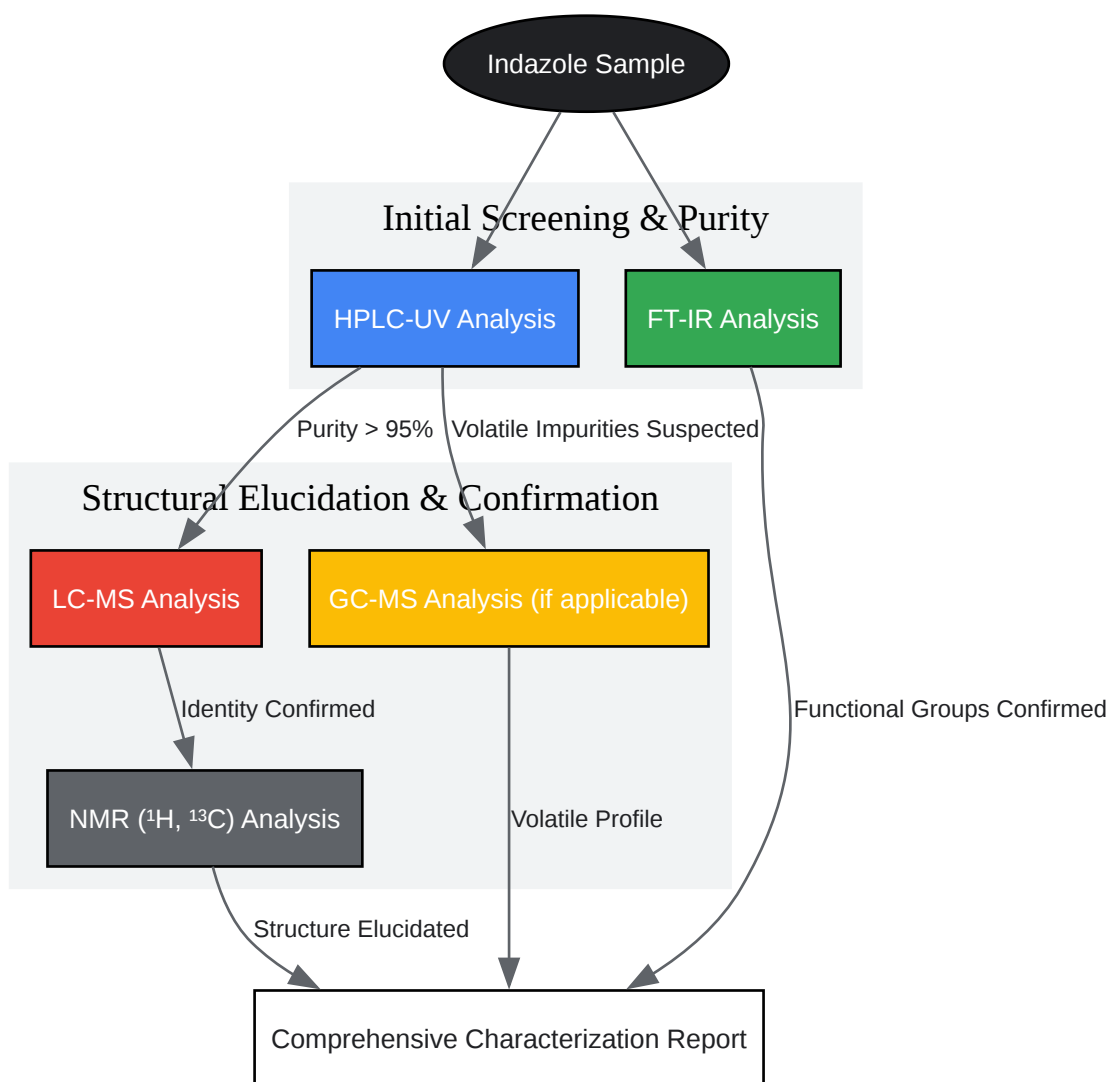 Indazole Sample
Initial Screening & Purity
HPLC-UV Analysis
FT-IR Analysis
Purity > 95%
Volatile Impurities Suspected
Structural Elucidation & Confirmation
LC-MS Analysis
GC-MS Analysis (if applicable)
Identity Confirmed
Functional Groups Confirmed
NMR (¹H, ¹³C) Analysis
Volatile Profile
Structure Elucidated
Comprehensive Characterization Report